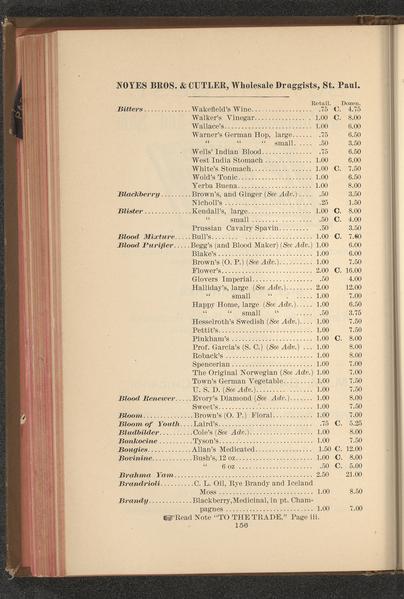 NOYES BROS. & CUTLER, Wholesale Druggists, St. Paul.
Retail. Dozen.
Bitters............Wakefield's Wine................ .75 C. 4.75
Walker's Vinegar................ 1.00 C. 8.00
Wallace's................ 1.00 6.00
Warner's German Hop, large...... .75 6.50
" " " small..... .50 3.50
Wells' Indian Blood............ .75 6.50
West India Stomach............ 1.00 6.00
White's Stomach............ 1.00 C. 7.50
Wold's Tonic............ 1.00 6.50
Yerba Buena............ 1.00 8.00
Blackberry........Brown's, and Ginger (See Adv.)... .50 3.50
Nicholl's............ .25 1.50
Blister............Kendall's, large............ 1.00 C. 8.00
" small............ .50 C. 4.00
Prussian Cavalry Spavin........ .50 3.50
Blood Mixture.....Bull's............ 1.00 C. 7.40
Blood Purifier.....Begg's (and Blood Maker) (See Adv.) 1.00 6.00
Blake's............ 1.00 6.00
Brown's (O. P.) (See Adv.)........ 1.00 7.50
Flower's............ 2.00 C. 16.00
Glovers Imperial............ .50 4.00
Halliday's, large (See Adv.)........ 2.00 12.00
" small " ..... 1.00 7.00
Happy Home, large (See Adv.).... 1.00 6.50
" " small " .... .50 3.75
Hesselroth's Swedish (See Adv.)... 1.00 7.50
Pettit's............ 1.00 7.50
Pinkham's............ 1.00 C. 8.00
Prof. Garcia's (S. C.) (See Adv.) ... 1.00 8.00
Roback's............ 1.00 8.00
Spencerian............ 1.00 7.00
The Original Norwegian (See Adv.) 1.00 7.00
Town's German Vegetable........ 1.00 7.50
U. S. D. (See Adv.)............ 1.00 7.50
Blood Renewer....Evory's Diamond (See Adv.)....... 1.00 8.00
Sweet's............ 1.00 7.50
Bloom............Brown's (O. P.) Floral............ 1.00 7.00
Bloom of Youth....Laird's............ .75 C. 5.25
Budbilder.........Cole's (See Adv.)............ 1.00 8.00
Bonkocine........Tyson's............ 1.00 7.50
Bongies............Allan's Medicated............ 1.50 C. 12.00
Bovinine............Bush's, 12 oz............ 1.00 C. 8.00
" 6 oz............ .50 C. 5.00
Brahma Yam............ 2.50 21.00
Brandrioli.........C. L. Oil, Rye Brandy and Iceland
Moss............ 1.00 8.50
Brandy............Blackberry, Medicinal, in pt. Cham-
pagnes............ 1.00 7.00
☞Read Note "TO THE TRADE," Page iii.
156